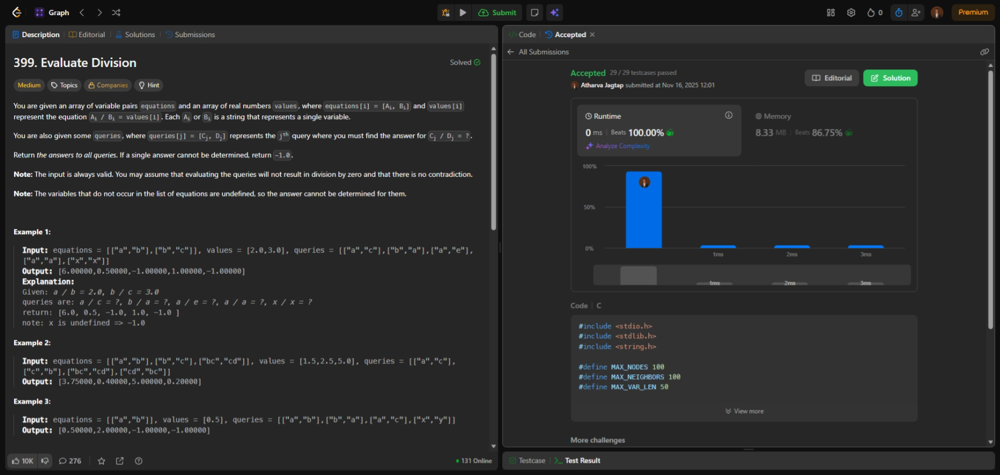 Graph
Submit
0
Premium
Description
Editorial
Solutions
Submissions
399. Evaluate Division
Solved
Medium
Topics
Companies
Hint
You are given an array of variable pairs equations and an array of real numbers values, where equations[i] = [Ai, Bi] and values[i]
represent the equation Ai / Bi = values[i]. Each Ai or Bi is a string that represents a single variable.
You are also given some queries, where queries[j] = [Cj, Dj] represents the jth query where you must find the answer for Cj / Dj = ?.
Return the answers to all queries. If a single answer cannot be determined, return -1.0.
Note: The input is always valid. You may assume that evaluating the queries will not result in division by zero and that there is no contradiction.
Note: The variables that do not occur in the list of equations are undefined, so the answer cannot be determined for them.
Example 1:
Input: equations = [["a","b"],["b","c"]], values = [2.0,3.0], queries = [["a","c"],["b","a"],["a","e"],
["a","a"],["x","x"]]
Output: [6.00000,0.50000,-1.00000,1.00000,-1.00000]
Explanation:
Given: a / b = 2.0, b / c = 3.0
queries are: a / c = ?, b / a = ?, a / e = ?, a / a = ?, x / x = ?
return: [6.0, 0.5, -1.0, 1.0, -1.0 ]
note: x is undefined => -1.0
Example 2:
Input: equations = [["a","b"],["b","c"],["bc","cd"]], values = [1.5,2.5,5.0], queries = [["a","c"],
["c","b"],["bc","cd"],["cd","bc"]]
Output: [3.75000,0.40000,5.00000,0.20000]
Example 3:
Input: equations = [["a","b"]], values = [0.5], queries = [["a","b"],["b","a"],["a","c"],["x","y"]]
Output: [0.50000,2.00000,-1.00000,-1.00000]
10K
276
131 Online
Code
Accepted
All Submissions
Accepted 29 / 29 testcases passed
Atharva Jagtap submitted at Nov 16, 2025 12:01
Editorial
Solution
Runtime
0 ms | Beats 100.00%
Analyze Complexity
Memory
8.33 MB | Beats 86.75%
100%
50%
0%
1ms
2ms
3ms
1ms
2ms
3ms
Code | C
#include <stdio.h>
#include <stdlib.h>
#include <string.h>
#define MAX_NODES 100
#define MAX_NEIGHBORS 100
#define MAX_VAR_LEN 50
View more
More challenges
Testcase
Test Result